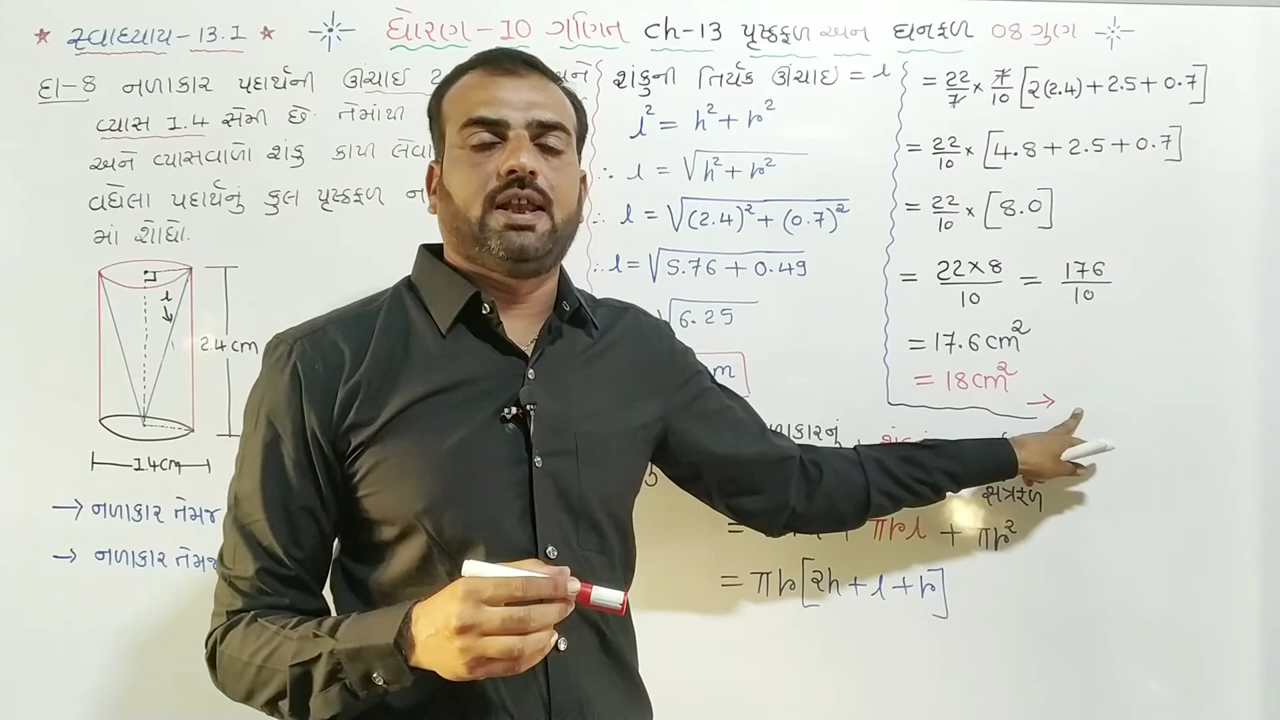 ★ સ્વાધ્યાય-13.1 ★ ધોરણ-10 ગણિત Ch-13 પૃષ્ઠફળ અને ઘનફળ 08 ગુણ
દા-8 નળાકાર પદાર્થની ઊંચાઈ 2 અને
વ્યાસ 1.4 સેમી છે. તેમાંથી
અને વ્યાસવાળો શંકુ કાપી લેવા
વધેલા પદાર્થનું કુલ પૃષ્ઠફળ ન
માં શોધો.
l
2.4 cm
1.4cm
→ નળાકાર તેમજ
→ નળાકાર તેમજ
શંકુની તિર્યક ઊંચાઈ = l
l² = h² + r²
∴ l = √(h² + r²)
∴ l = √((2.4)² + (0.7)²)
∴ l = √(5.76 + 0.49)
√6.25
m
= 22/7 × 7/10 [2(2.4) + 2.5 + 0.7]
= 22/10 × [4.8 + 2.5 + 0.7]
= 22/10 × [8.0]
= 22×8/10 = 176/10
= 17.6 cm²
= 18 cm² →
ળાકારનું
ક્ષેત્રફળ
= + πrl + πr²
= πr[2h + l + r]